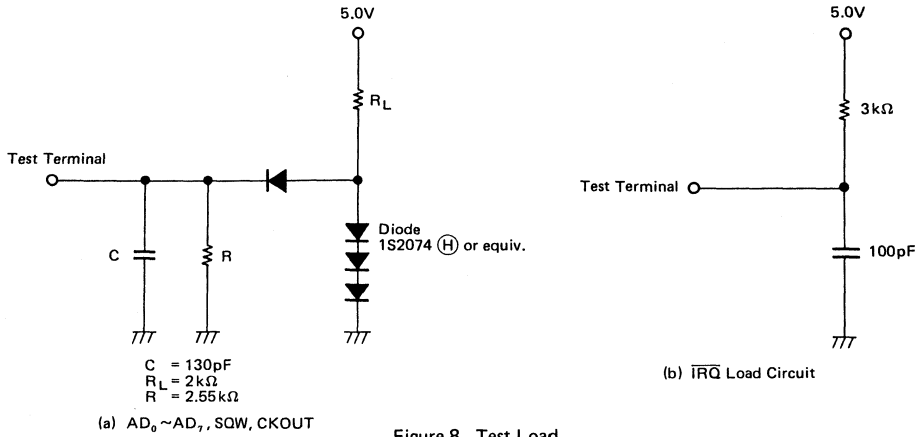 5.0V
R_L
Test Terminal
Diode
1S2074 Ⓗ or equiv.
C
R
C = 130pF
R_L = 2kΩ
R = 2.55kΩ
(a) AD₀ ~AD₇, SQW, CKOUT
5.0V
3kΩ
Test Terminal
100pF
(b) I̅R̅Q̅ Load Circuit
Figure 8 Test Load